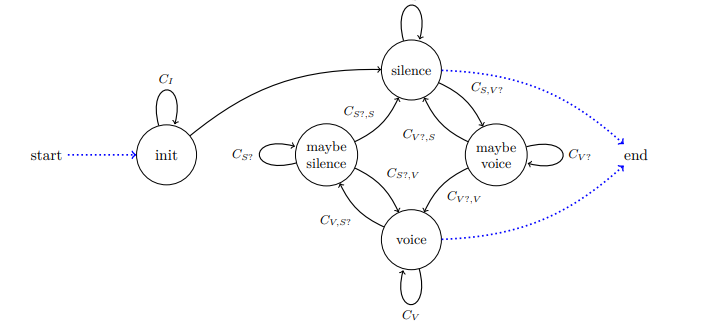 C_I
silence
C_{S,V?}
C_{S?,S}
C_{V?,S}
start
init
C_{S?}
maybe
silence
maybe
voice
C_{V?}
end
C_{S?,V}
C_{V?,V}
C_{V,S?}
voice
C_V